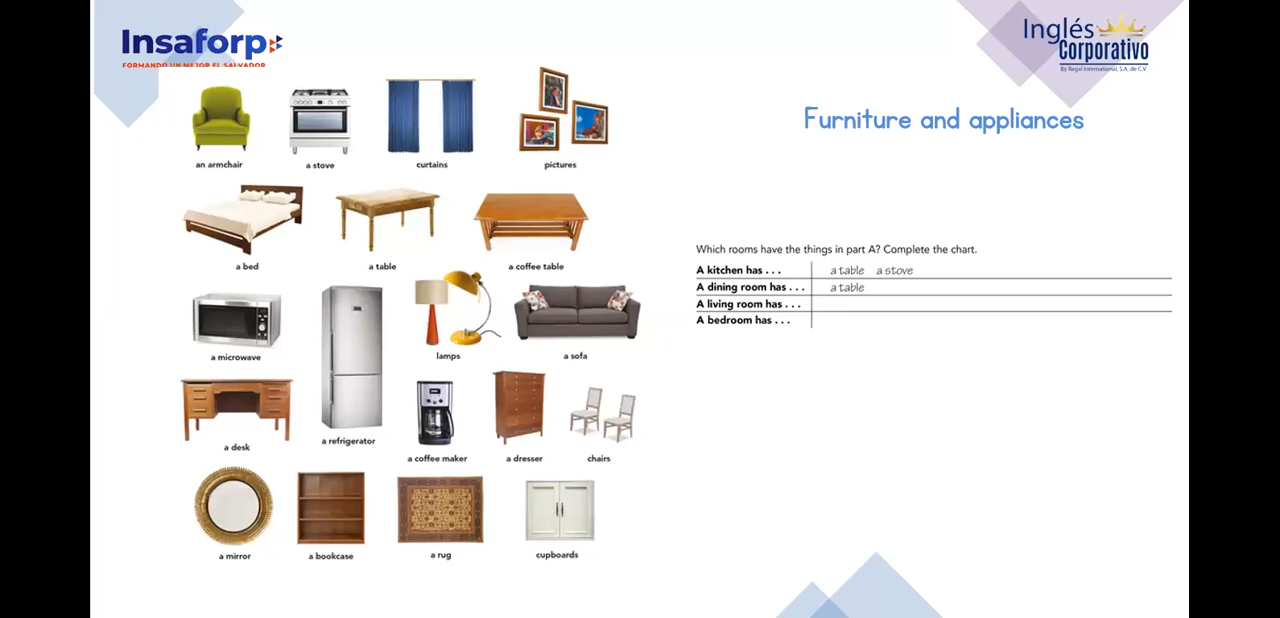 Insaforp
FORMANDO UN MEJOR EL SALVADOR
Inglés
Corporativo
By Regal International, S.A. de C.V.
Furniture and appliances
an armchair
a stove
curtains
pictures
a bed
a table
a coffee table
a microwave
a refrigerator
lamps
a sofa
a desk
a coffee maker
a dresser
chairs
a mirror
a bookcase
a rug
cupboards
Which rooms have the things in part A? Complete the chart.
A kitchen has . . . a table a stove
A dining room has . . . a table
A living room has . . .
A bedroom has . . .